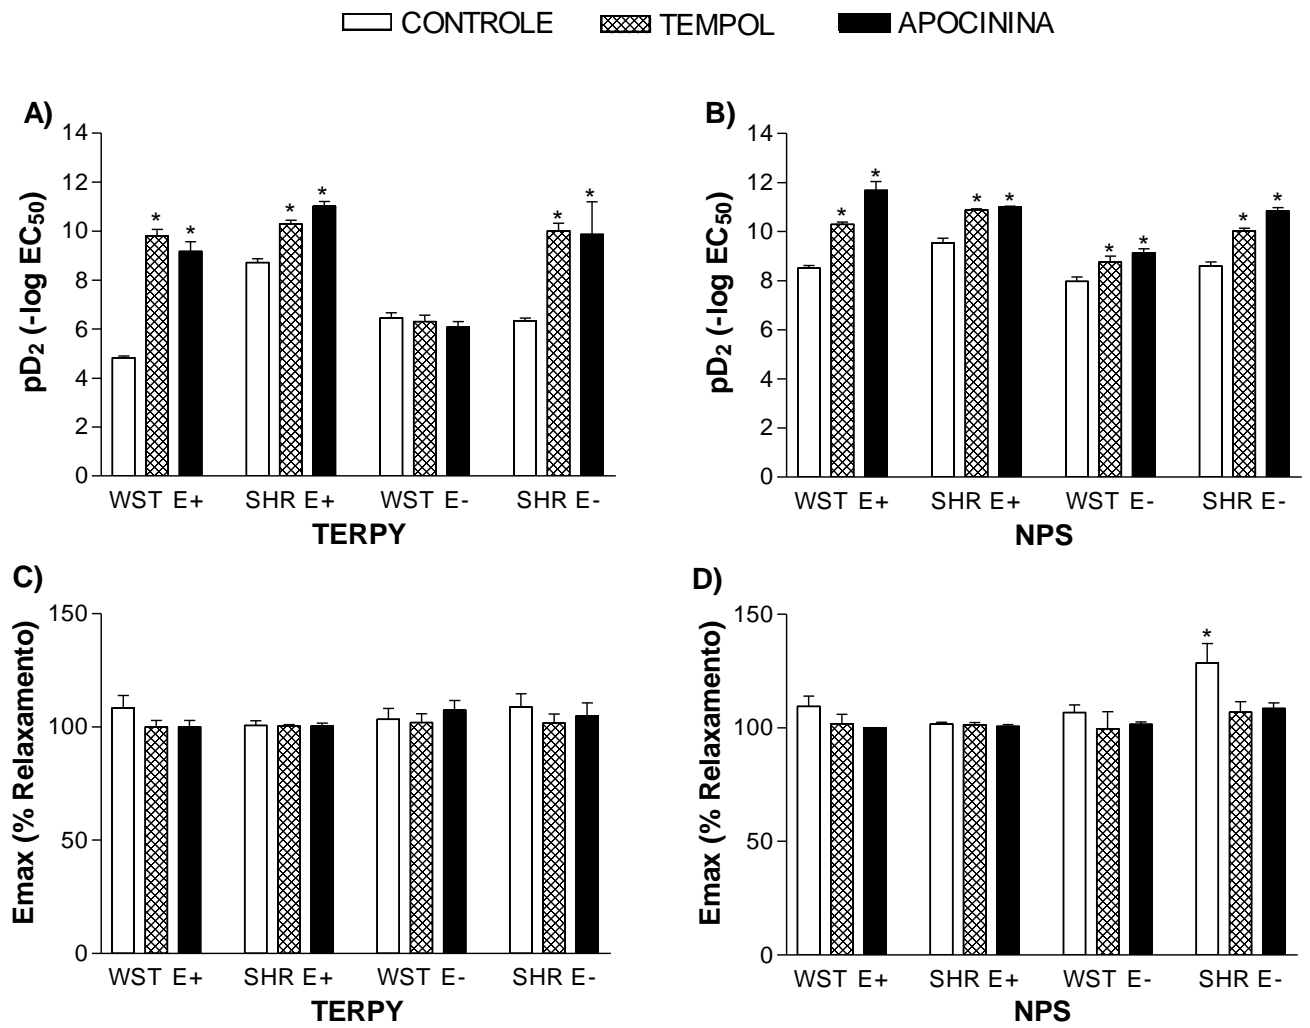 CONTROLE TEMPOL APOCININA
A)
14
12
10
8
6
4
2
0
pD2 (-log EC50)
* * * * * *
WST E+ SHR E+ WST E- SHR E-
TERPY
B)
14
12
10
8
6
4
2
0
pD2 (-log EC50)
* * * * * * * *
WST E+ SHR E+ WST E- SHR E-
NPS
C)
150
100
50
0
Emax (% Relaxamento)
WST E+ SHR E+ WST E- SHR E-
TERPY
D)
150
100
50
0
Emax (% Relaxamento)
*
WST E+ SHR E+ WST E- SHR E-
NPS